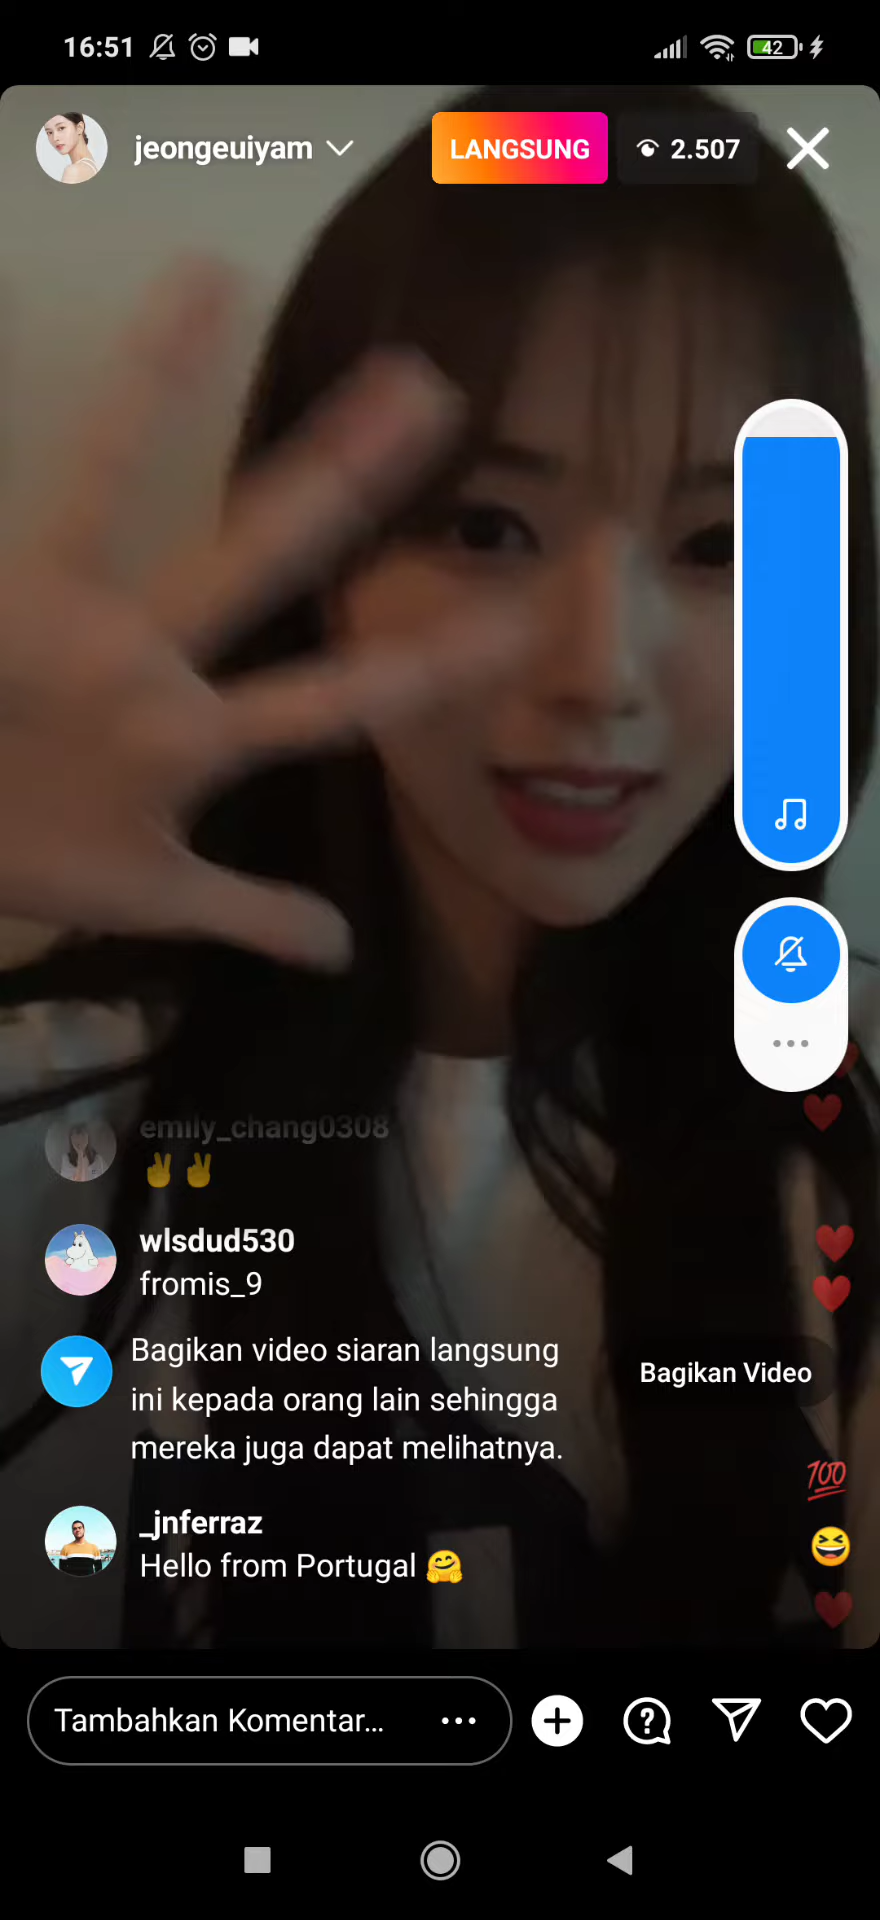 16:51
42
jeongeuiyam
LANGSUNG
2.507
emily_chang0308
✌️✌️
wlsdud530
fromis_9
Bagikan video siaran langsung
ini kepada orang lain sehingga
mereka juga dapat melihatnya.
Bagikan Video
💯
_jnferraz
Hello from Portugal 🤗
Tambahkan Komentar...